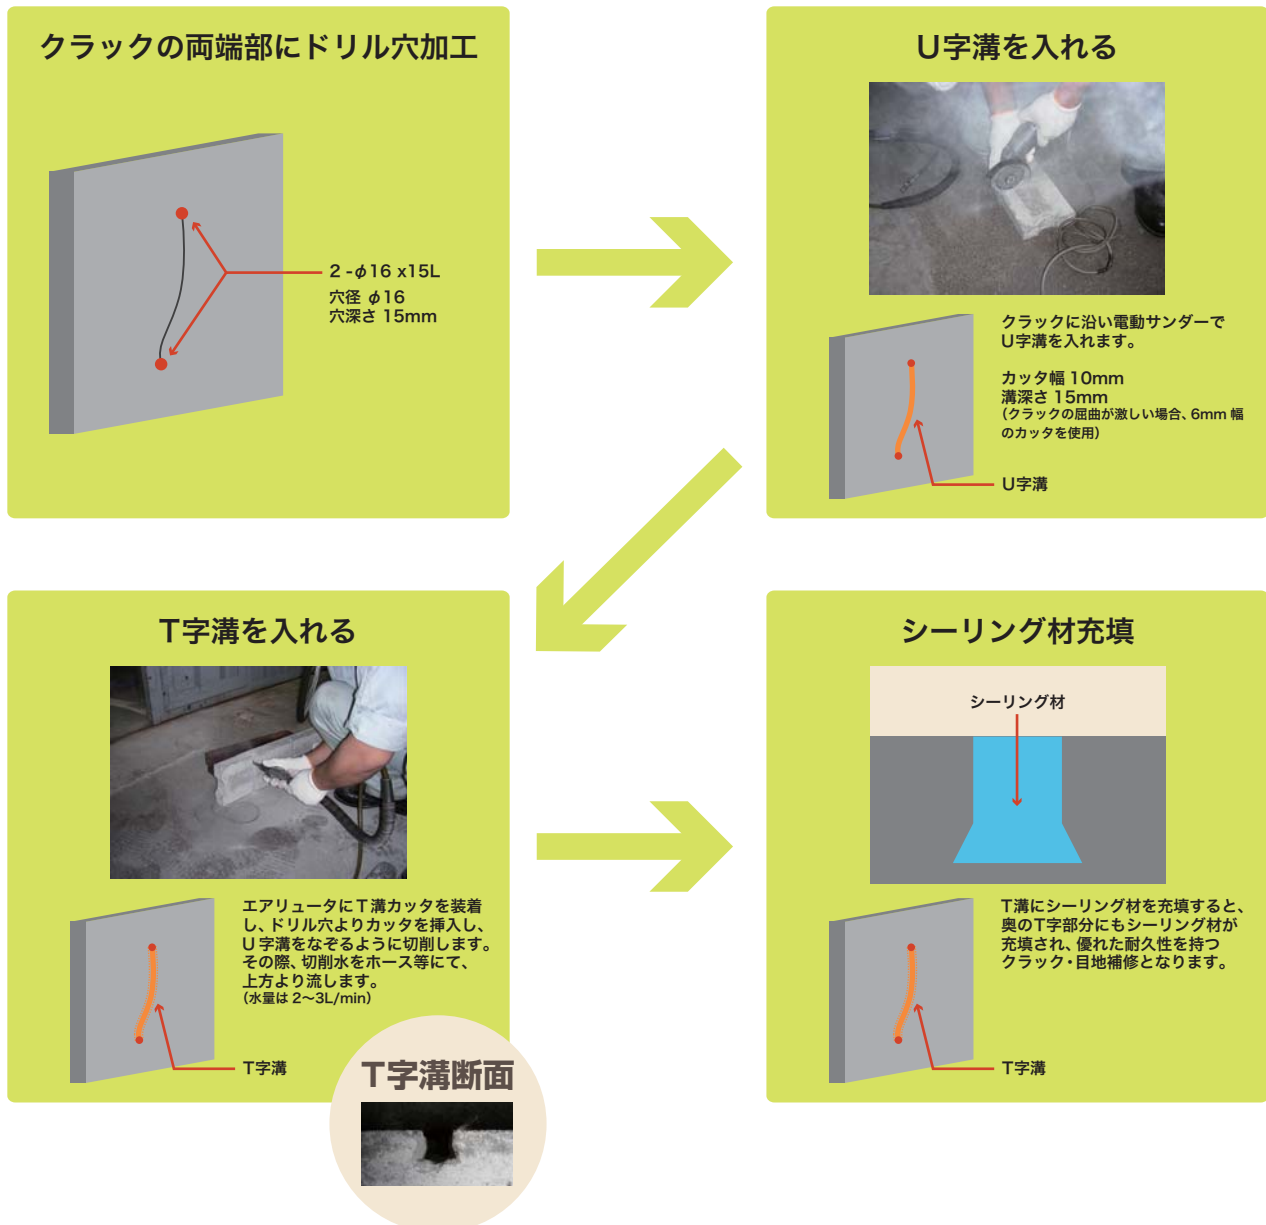 クラックの両端部にドリル穴加工
2 -φ16 x15L
穴径 φ16
穴深さ 15mm
U字溝を入れる
クラックに沿い電動サンダーで
U字溝を入れます。
カッタ幅 10mm
溝深さ 15mm
(クラックの屈曲が激しい場合、6mm 幅
のカッタを使用)
U字溝
T字溝を入れる
エアリュータにT溝カッタを装着
し、ドリル穴よりカッタを挿入し、
U字溝をなぞるように切削します。
その際、切削水をホース等にて、
上方より流します。
(水量は 2〜3L/min)
T字溝
T字溝断面
シーリング材充填
シーリング材
T溝にシーリング材を充填すると、
奥のT字部分にもシーリング材が
充填され、優れた耐久性を持つ
クラック・目地補修となります。
T字溝